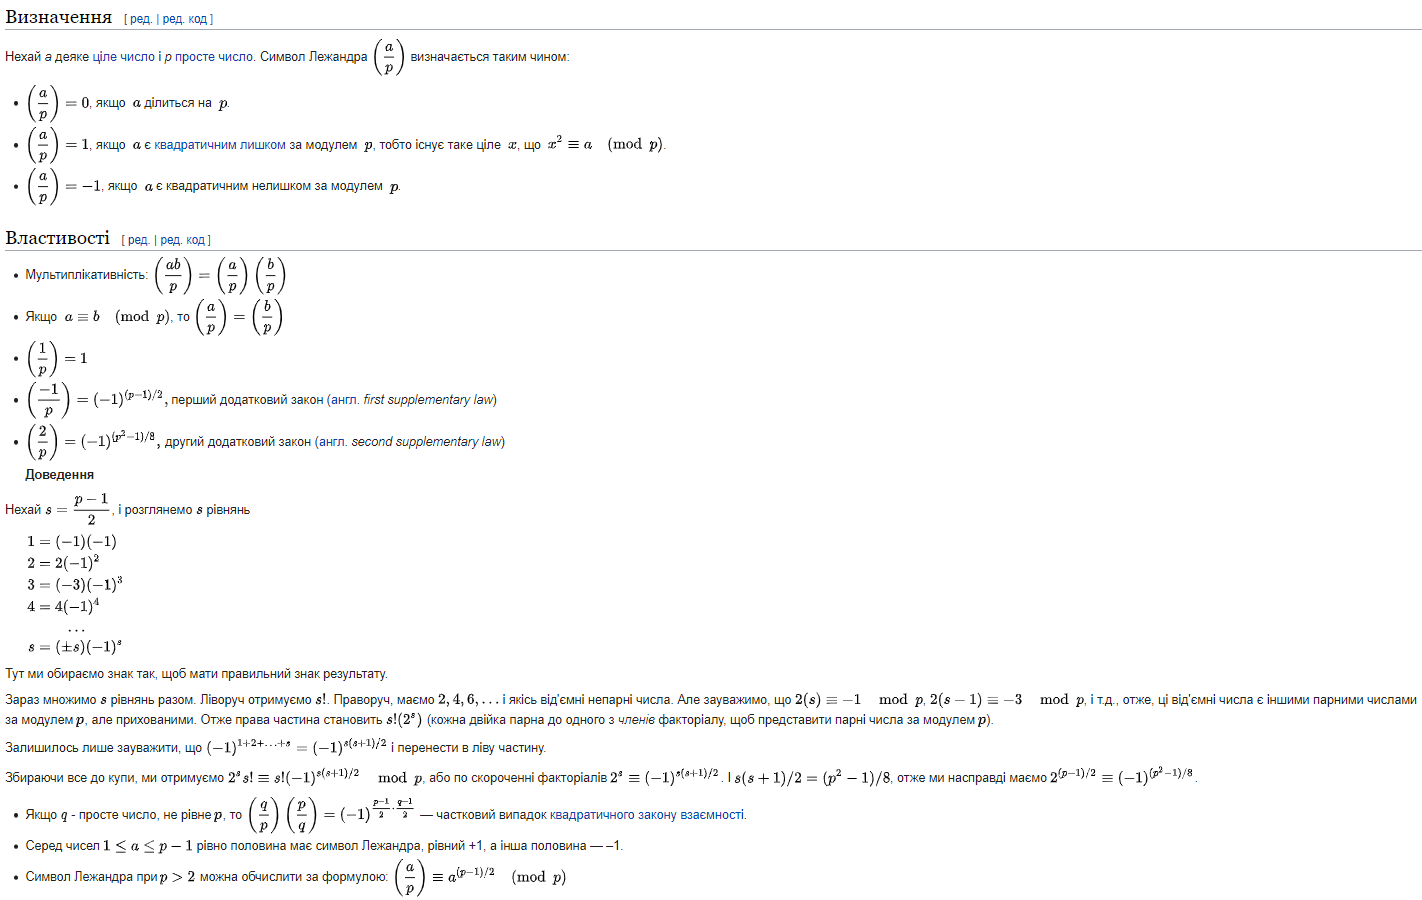 Визначення [ ред. | ред. код ]
Нехай a деяке ціле число і p просте число. Символ Лежандра (a/p) визначається таким чином:
• (a/p) = 0, якщо a ділиться на p.
• (a/p) = 1, якщо a є квадратичним лишком за модулем p, тобто існує таке ціле x, що x² ≡ a (mod p).
• (a/p) = −1, якщо a є квадратичним нелишком за модулем p.
Властивості [ ред. | ред. код ]
• Мультиплікативність: (ab/p) = (a/p) (b/p)
• Якщо a ≡ b (mod p), то (a/p) = (b/p)
• (1/p) = 1
• (−1/p) = (−1)^{(p−1)/2}, перший додатковий закон (англ. first supplementary law)
• (2/p) = (−1)^{(p²−1)/8}, другий додатковий закон (англ. second supplementary law)
Доведення
Нехай s = (p − 1)/2, і розглянемо s рівнянь
1 = (−1)(−1)
2 = 2(−1)²
3 = (−3)(−1)³
4 = 4(−1)⁴
…
s = (±s)(−1)^s
Тут ми обираємо знак так, щоб мати правильний знак результату.
Зараз множимо s рівнянь разом. Ліворуч отримуємо s!. Праворуч, маємо 2, 4, 6, … і якісь від'ємні непарні числа. Але зауважимо, що 2(s) ≡ −1 mod p, 2(s − 1) ≡ −3 mod p, і т.д., отже, ці від'ємні числа є іншими парними числами
за модулем p, але прихованими. Отже права частина становить s!(2^s) (кожна двійка парна до одного з членів факторіалу, щоб представити парні числа за модулем p).
Залишилось лише зауважити, що (−1)^{1+2+…+s} = (−1)^{s(s+1)/2} і перенести в ліву частину.
Збираючи все до купи, ми отримуємо 2^s s! ≡ s!(−1)^{s(s+1)/2} mod p, або по скороченні факторіалів 2^s ≡ (−1)^{s(s+1)/2}. І s(s + 1)/2 = (p² − 1)/8, отже ми насправді маємо 2^{(p−1)/2} ≡ (−1)^{(p²−1)/8}.
• Якщо q - просте число, не рівне p, то (q/p) (p/q) = (−1)^{(p−1)/2 · (q−1)/2} — частковий випадок квадратичного закону взаємності.
• Серед чисел 1 ≤ a ≤ p − 1 рівно половина має символ Лежандра, рівний +1, а інша половина — –1.
• Символ Лежандра при p > 2 можна обчислити за формулою: (a/p) ≡ a^{(p−1)/2} (mod p)